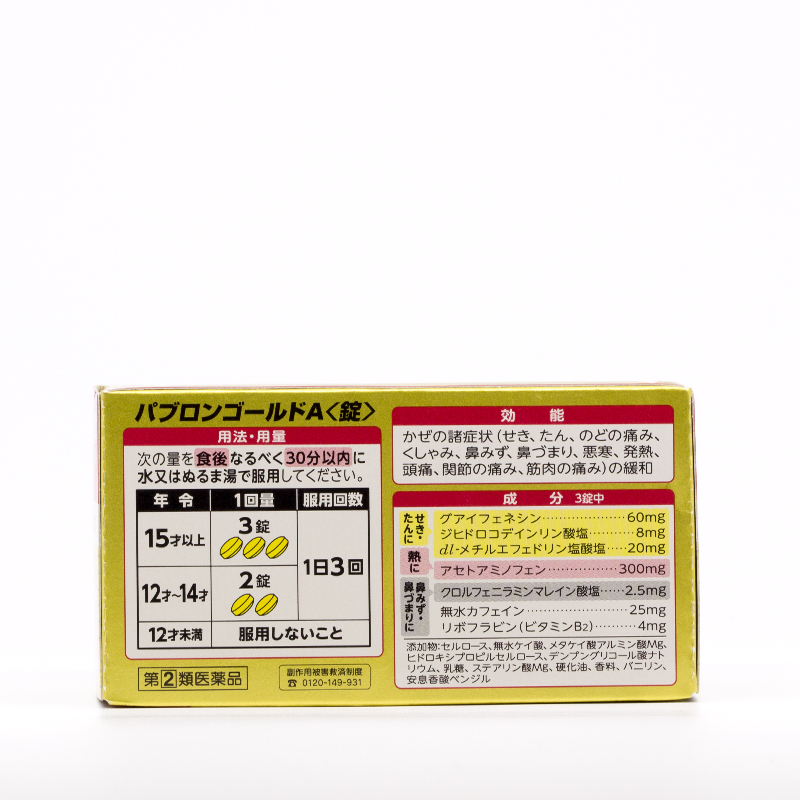 パブロンゴールドA〈錠〉
用法・用量
次の量を食後なるべく30分以内に
水又はぬるま湯で服用してください。
年令 1回量 服用回数
15才以上 3錠
1日3回
12才~14才 2錠
12才未満 服用しないこと
第②類医薬品
副作用被害救済制度
☎ 0120-149-931
効能
かぜの諸症状(せき、たん、のどの痛み、
くしゃみ、鼻みず、鼻づまり、悪寒、発熱、
頭痛、関節の痛み、筋肉の痛み)の緩和
成分 3錠中
せき・
たんに
グアイフェネシン……………60mg
ジヒドロコデインリン酸塩……8mg
dl-メチルエフェドリン塩酸塩……20mg
熱に
アセトアミノフェン……………300mg
鼻みず・
鼻づまりに
クロルフェニラミンマレイン酸塩……2.5mg
無水カフェイン……………25mg
リボフラビン(ビタミンB2)……4mg
添加物:セルロース、無水ケイ酸、メタケイ酸アルミン酸Mg、
ヒドロキシプロピルセルロース、デンプングリコール酸ナト
リウム、乳糖、ステアリン酸Mg、硬化油、香料、バニリン、
安息香酸ベンジル